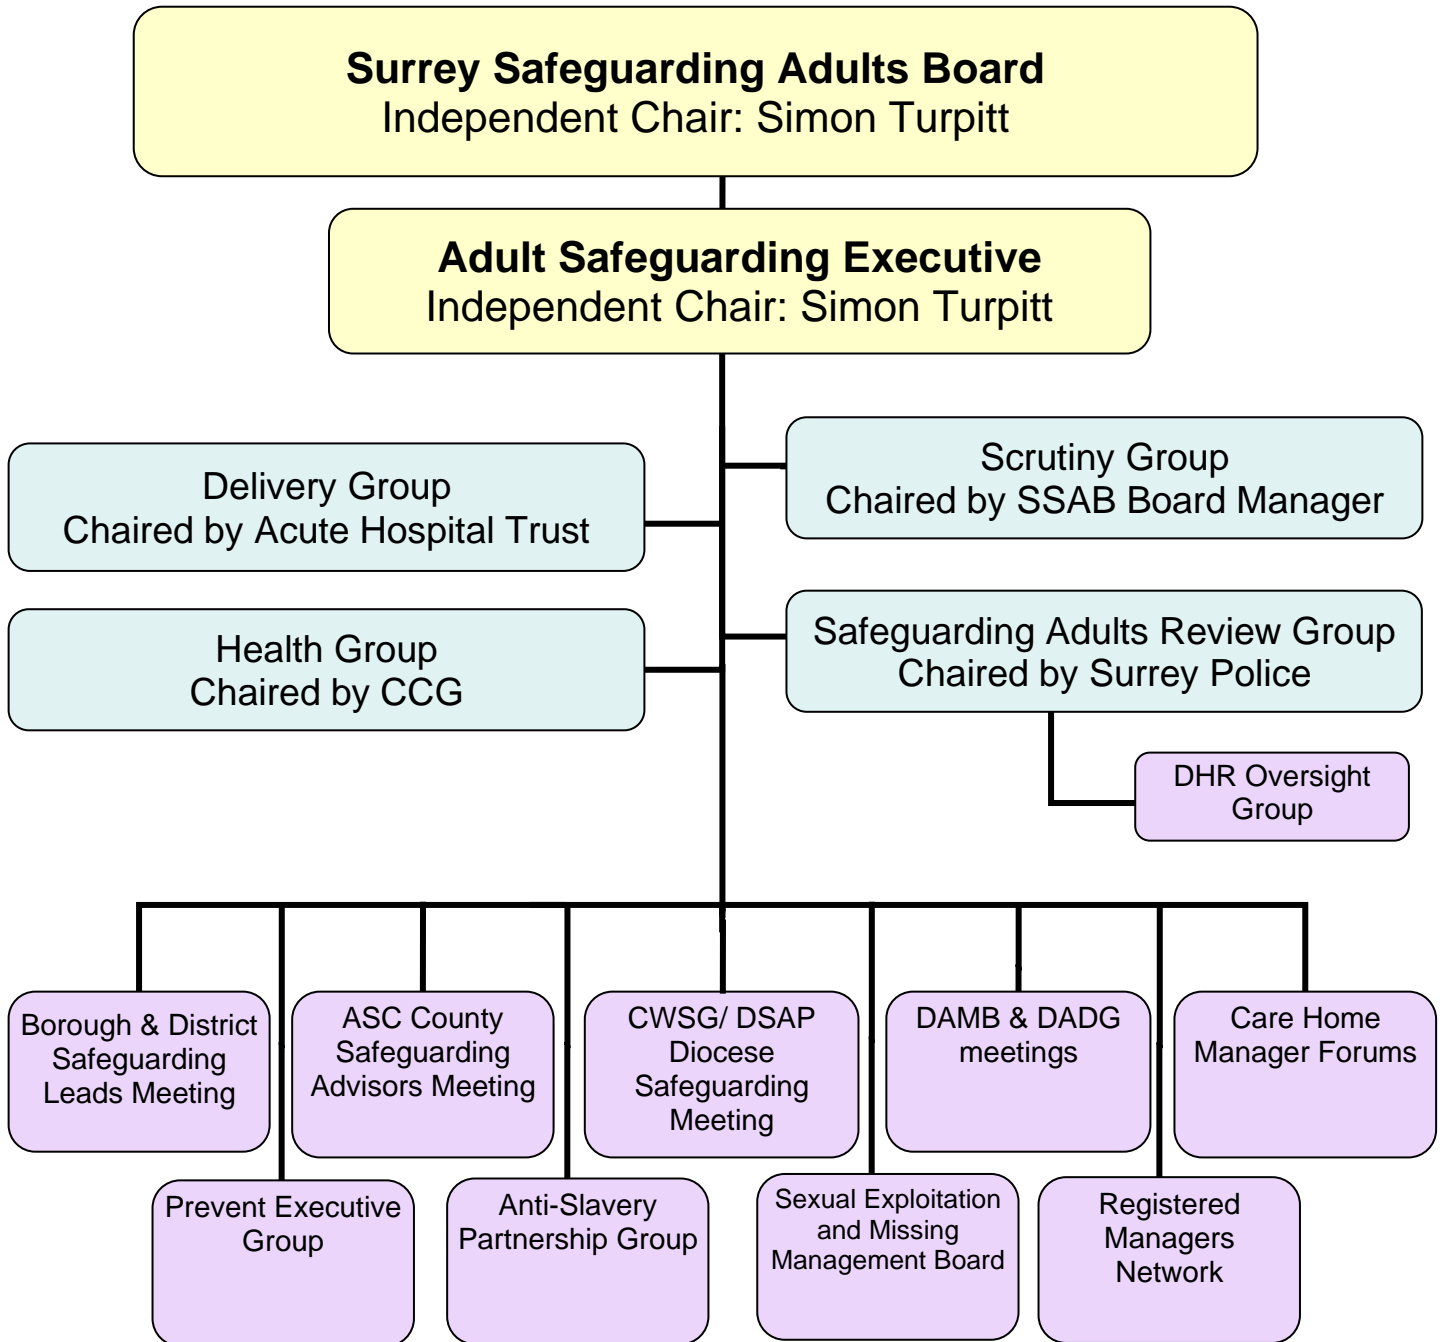 Surrey Safeguarding Adults Board
Independent Chair: Simon Turpitt
Adult Safeguarding Executive
Independent Chair: Simon Turpitt
Delivery Group
Chaired by Acute Hospital Trust
Scrutiny Group
Chaired by SSAB Board Manager
Health Group
Chaired by CCG
Safeguarding Adults Review Group
Chaired by Surrey Police
DHR Oversight
Group
Borough & District
Safeguarding
Leads Meeting
ASC County
Safeguarding
Advisors Meeting
CWSG/ DSAP
Diocese
Safeguarding
Meeting
DAMB & DADG
meetings
Care Home
Manager Forums
Prevent Executive
Group
Anti-Slavery
Partnership Group
Sexual Exploitation
and Missing
Management Board
Registered
Managers
Network